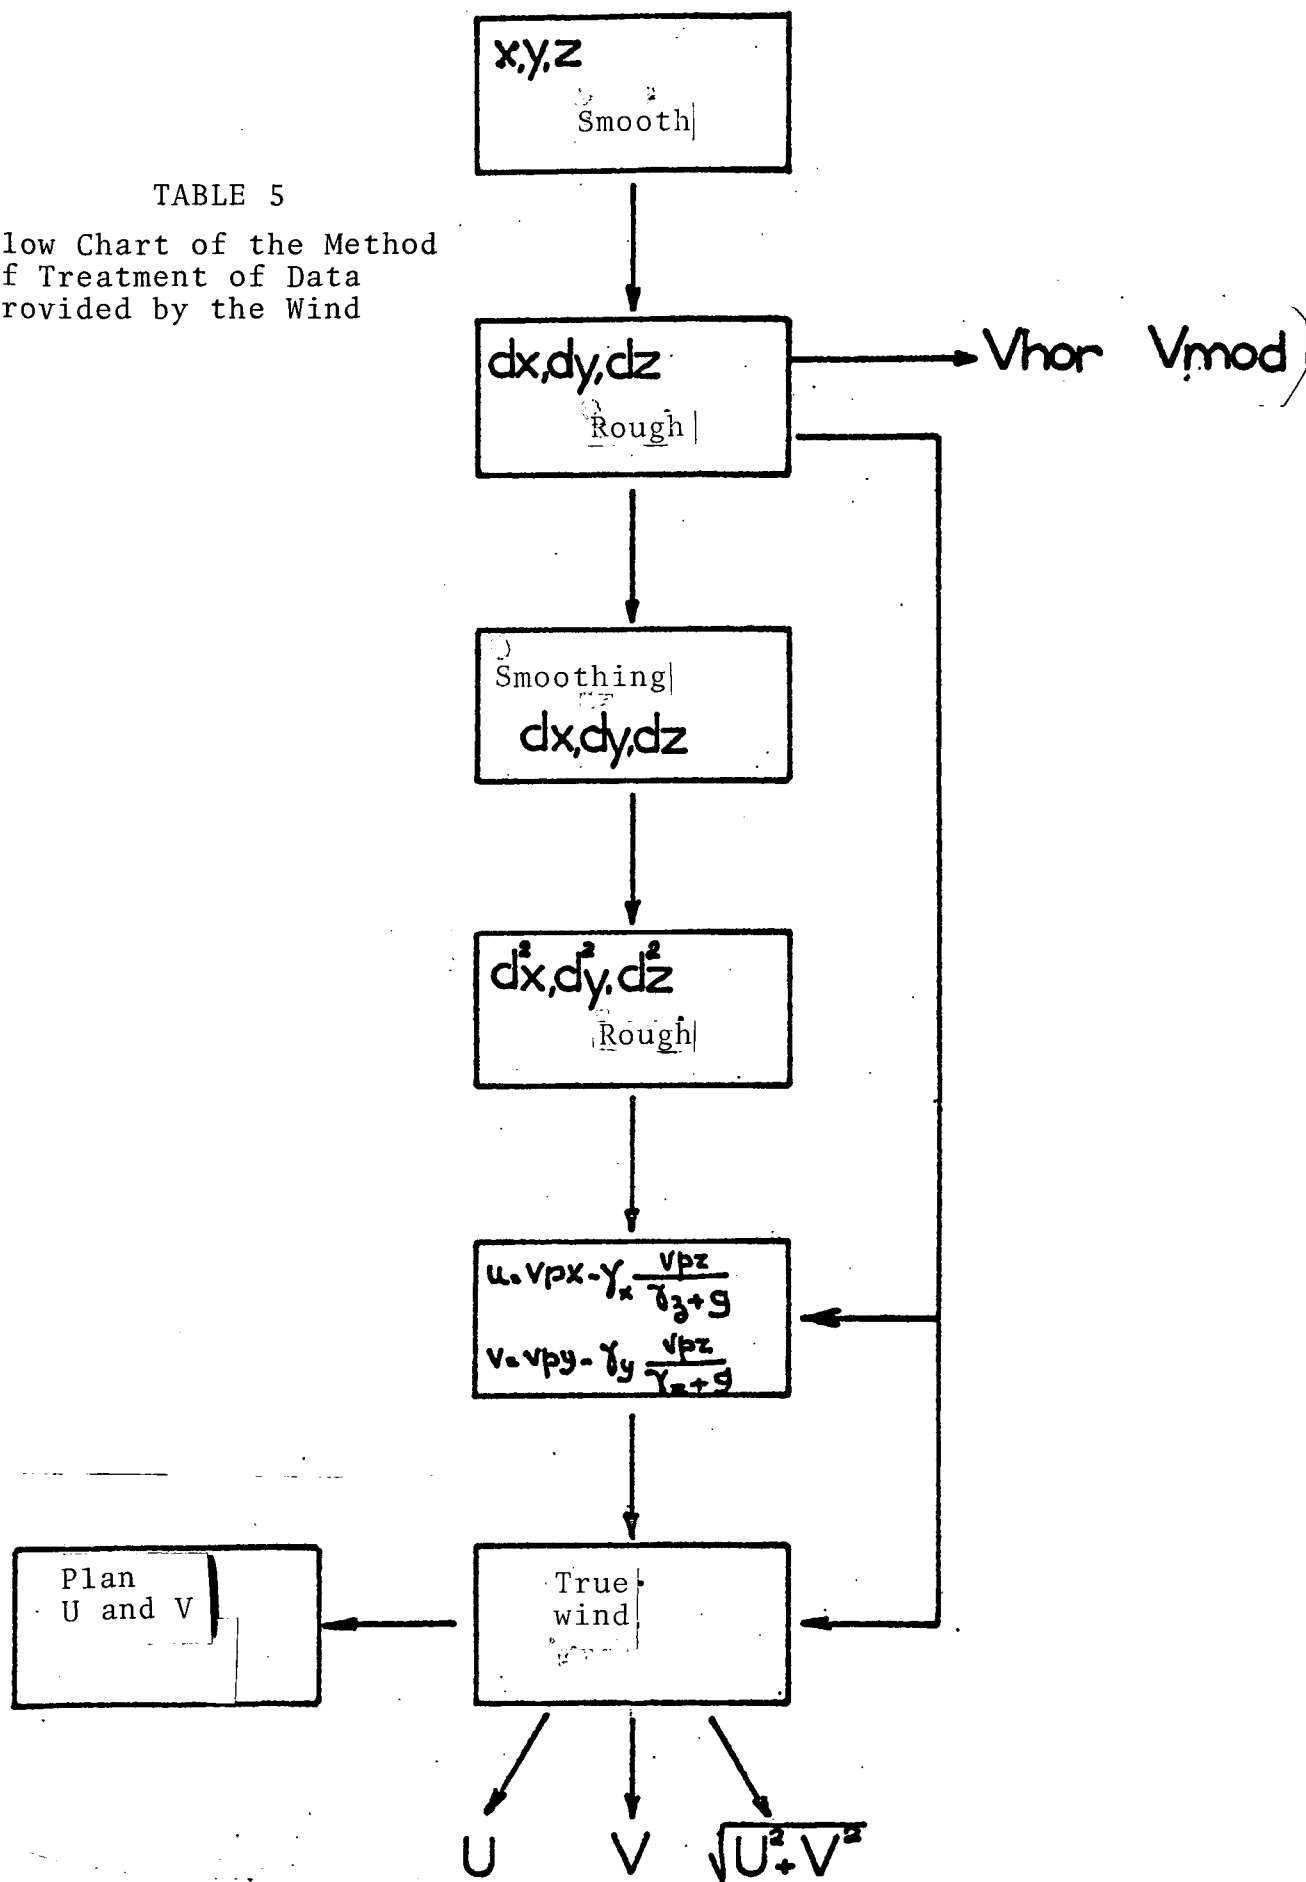 x,y,z
Smooth
TABLE 5
low Chart of the Method
f Treatment of Data
rovided by the Wind
dx,dy,dz
Rough
Vhor Vmod
Smoothing
dx,dy,dz
d²x,d²y,d²z
Rough
u=vpx-γx vpz/γz+g
v=vpy-γy vpz/γz+g
Plan
U and V
True
wind
U V √U²+V²